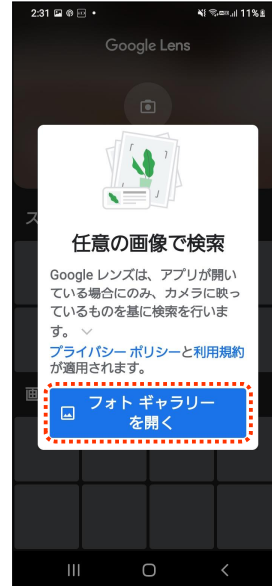 2:31
11%
Google Lens
ス
任意の画像で検索
Google レンズは、アプリが開い
ている場合にのみ、カメラに映っ
ているものを基に検索を行いま
す。
プライバシー ポリシーと利用規約
が適用されます。
画
フォト ギャラリー
を開く